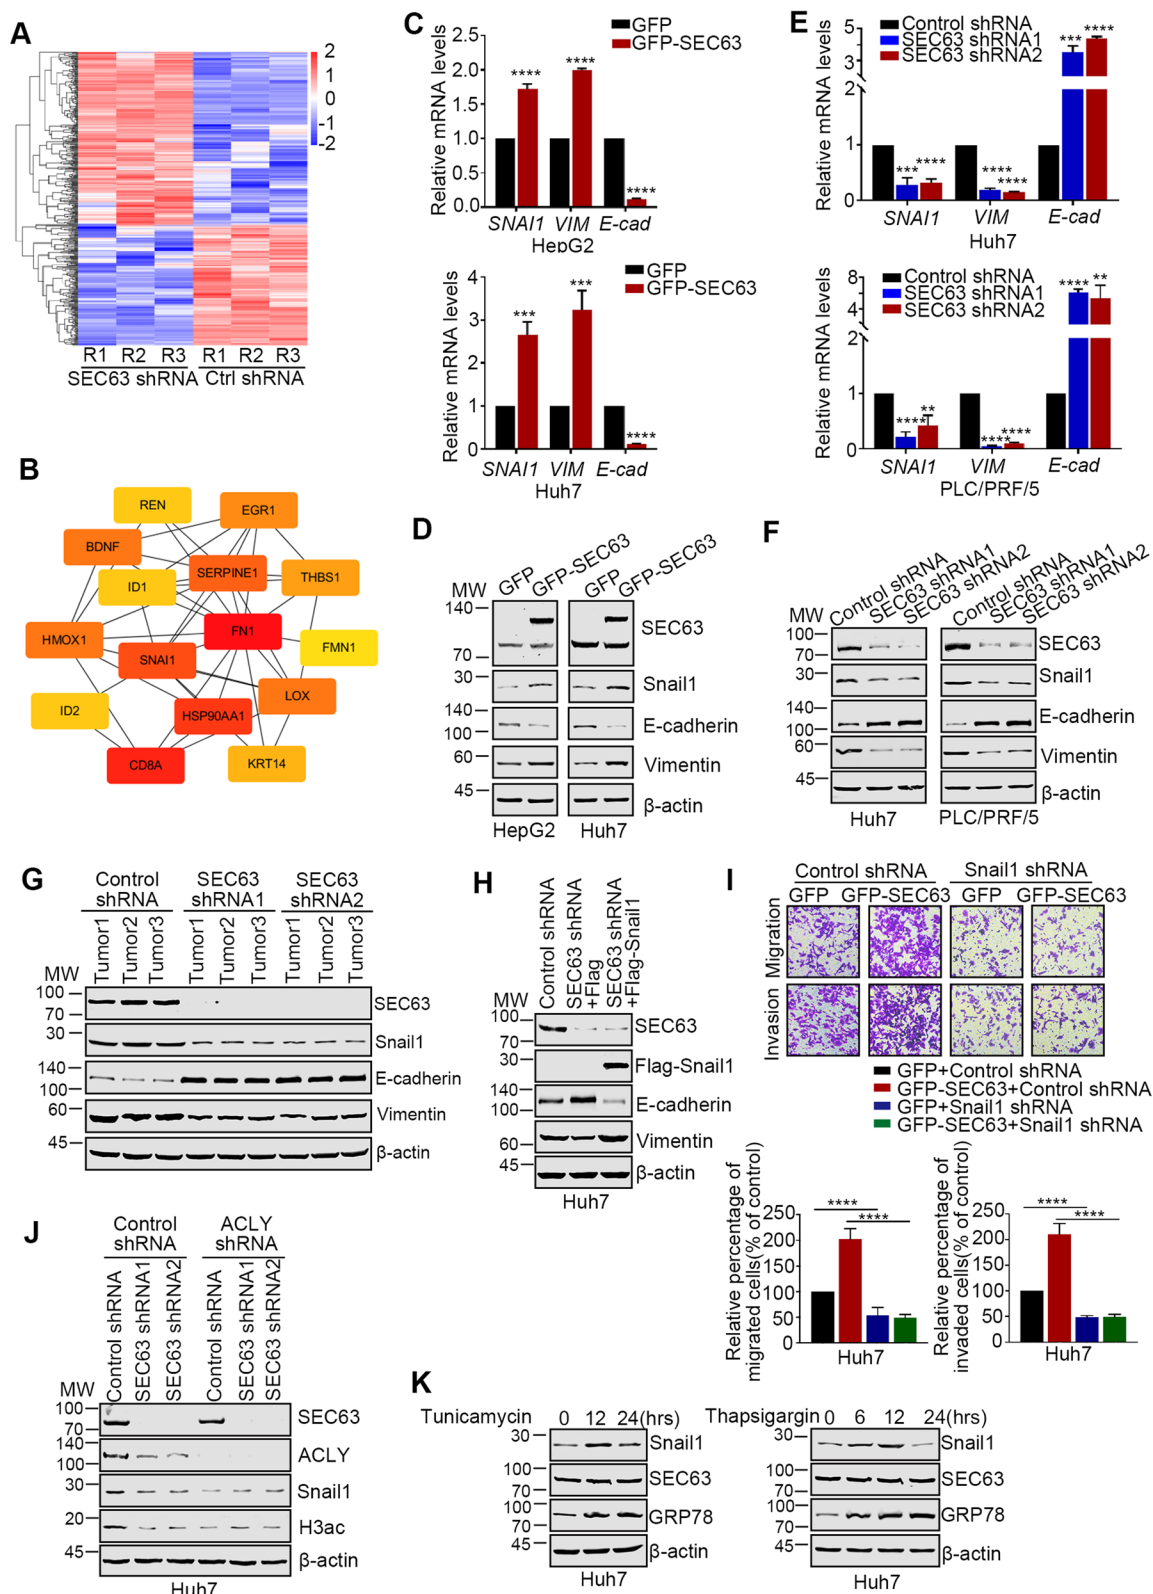 A
2
1
0
-1
-2
R1 R2 R3 R1 R2 R3
SEC63 shRNA Ctrl shRNA
B
REN
EGR1
BDNF
SERPINE1
THBS1
ID1
FN1
HMOX1
SNAI1
FMN1
LOX
ID2
HSP90AA1
CD8A
KRT14
C
GFP
GFP-SEC63
Relative mRNA levels
2.5
2.0
1.5
1.0
0.5
0.0
**** **** ****
SNAI1 VIM E-cad
HepG2
GFP
GFP-SEC63
Relative mRNA levels
4
3
2
1
0
*** *** ****
SNAI1 VIM E-cad
Huh7
D
GFP GFP-SEC63 GFP GFP-SEC63
MW
140
70
SEC63
30
Snail1
140
100
E-cadherin
60
Vimentin
45
β-actin
HepG2 Huh7
E
Control shRNA
SEC63 shRNA1
SEC63 shRNA2
Relative mRNA levels
5
3
2
1
0
*** **** **** **** *** ****
SNAI1 VIM E-cad
Huh7
Control shRNA
SEC63 shRNA1
SEC63 shRNA2
Relative mRNA levels
8
4
2
1
0
**** ** **** **** **** **
SNAI1 VIM E-cad
PLC/PRF/5
F
Control shRNA SEC63 shRNA1 SEC63 shRNA2 Control shRNA SEC63 shRNA1 SEC63 shRNA2
MW
100
70
SEC63
30
Snail1
140
100
E-cadherin
60
Vimentin
45
β-actin
Huh7 PLC/PRF/5
G
Control shRNA SEC63 shRNA1 SEC63 shRNA2
Tumor1 Tumor2 Tumor3 Tumor1 Tumor2 Tumor3 Tumor1 Tumor2 Tumor3
MW
100
70
SEC63
30
Snail1
140
100
E-cadherin
60
Vimentin
45
β-actin
H
Control shRNA
SEC63 shRNA +Flag
SEC63 shRNA +Flag-Snail1
MW
100
70
SEC63
30
Flag-Snail1
140
100
E-cadherin
60
Vimentin
45
β-actin
Huh7
I
Control shRNA Snail1 shRNA
GFP GFP-SEC63 GFP GFP-SEC63
Migration
Invasion
GFP+Control shRNA
GFP-SEC63+Control shRNA
GFP+Snail1 shRNA
GFP-SEC63+Snail1 shRNA
Relative percentage of
migrated cells(% of control)
250
200
150
100
50
0
****
****
Huh7
Relative percentage of
invaded cells(% of control)
250
200
150
100
50
0
****
****
Huh7
J
Control shRNA ACLY shRNA
Control shRNA SEC63 shRNA1 SEC63 shRNA2 Control shRNA SEC63 shRNA1 SEC63 shRNA2
MW
100
70
SEC63
140
100
ACLY
30
Snail1
20
H3ac
45
β-actin
Huh7
K
Tunicamycin 0 12 24(hrs)
30
Snail1
100
70
SEC63
100
70
GRP78
45
β-actin
Huh7
Thapsigargin 0 6 12 24(hrs)
30
Snail1
100
70
SEC63
100
70
GRP78
45
β-actin
Huh7